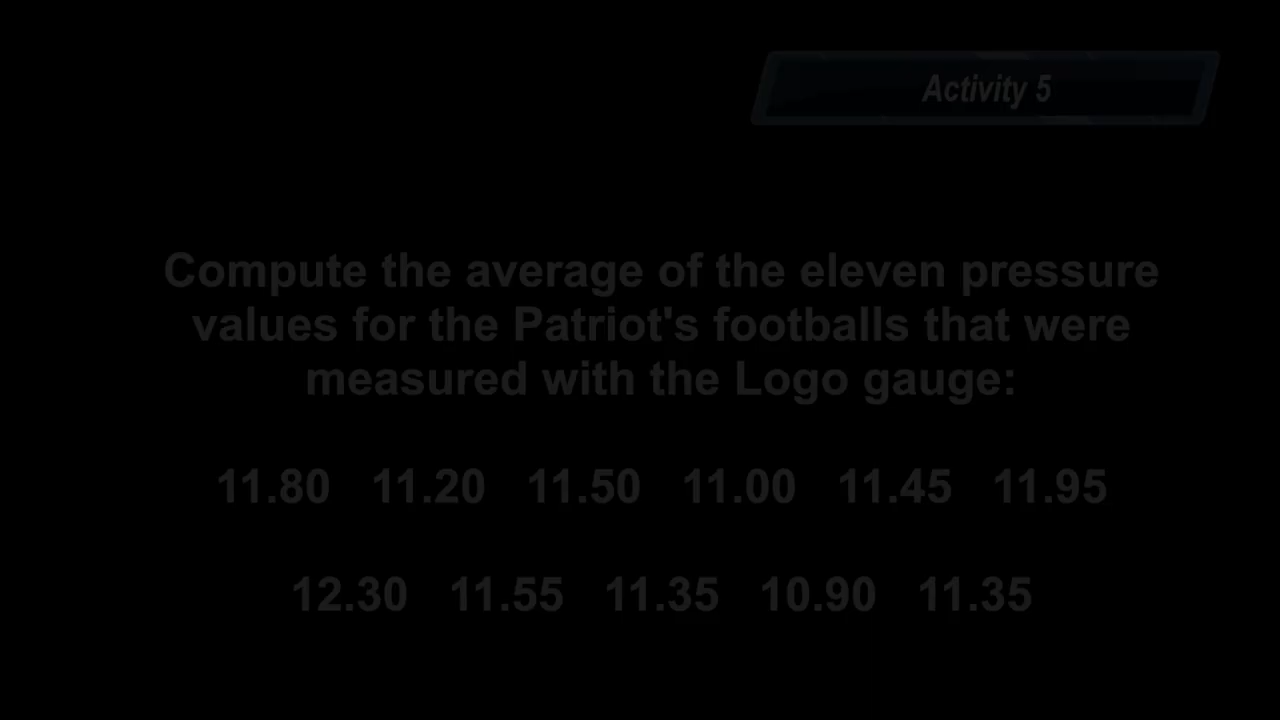 Activity 5
Compute the average of the eleven pressure
values for the Patriot's footballs that were
measured with the Logo gauge:
11.80 11.20 11.50 11.00 11.45 11.95
12.30 11.55 11.35 10.90 11.35